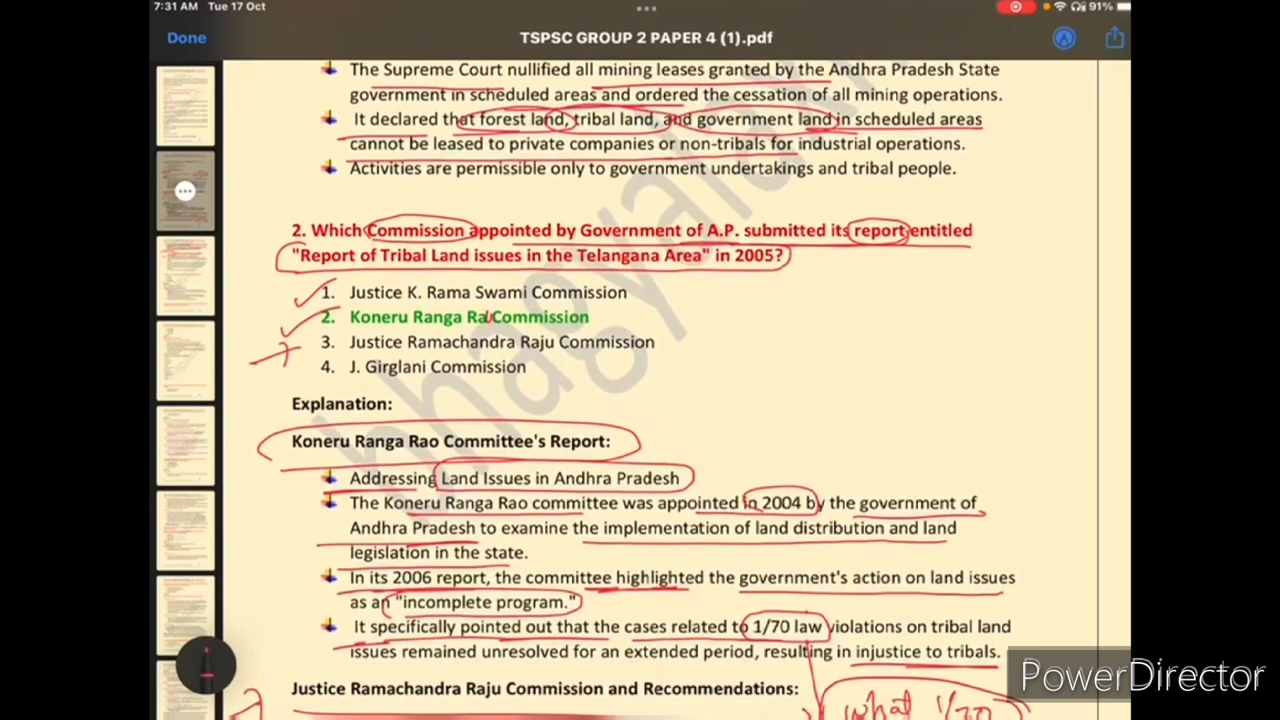 7:31 AM Tue 17 Oct
91%
Done
TSPSC GROUP 2 PAPER 4 (1).pdf
The Supreme Court nullified all mining leases granted by the Andhra Pradesh State
government in scheduled areas and ordered the cessation of all mining operations.
It declared that forest land, tribal land, and government land in scheduled areas
cannot be leased to private companies or non-tribals for industrial operations.
Activities are permissible only to government undertakings and tribal people.
2. Which Commission appointed by Government of A.P. submitted its report entitled
"Report of Tribal Land issues in the Telangana Area" in 2005?
1. Justice K. Rama Swami Commission
2. Koneru Ranga Ra Commission
3. Justice Ramachandra Raju Commission
4. J. Girglani Commission
Explanation:
Koneru Ranga Rao Committee's Report:
Addressing Land Issues in Andhra Pradesh
The Koneru Ranga Rao committee was appointed in 2004 by the government of
Andhra Pradesh to examine the implementation of land distribution and land
legislation in the state.
In its 2006 report, the committee highlighted the government's action on land issues
as an "incomplete program."
It specifically pointed out that the cases related to 1/70 law violations on tribal land
issues remained unresolved for an extended period, resulting in injustice to tribals.
Justice Ramachandra Raju Commission and Recommendations:
what 1/70
PowerDirector